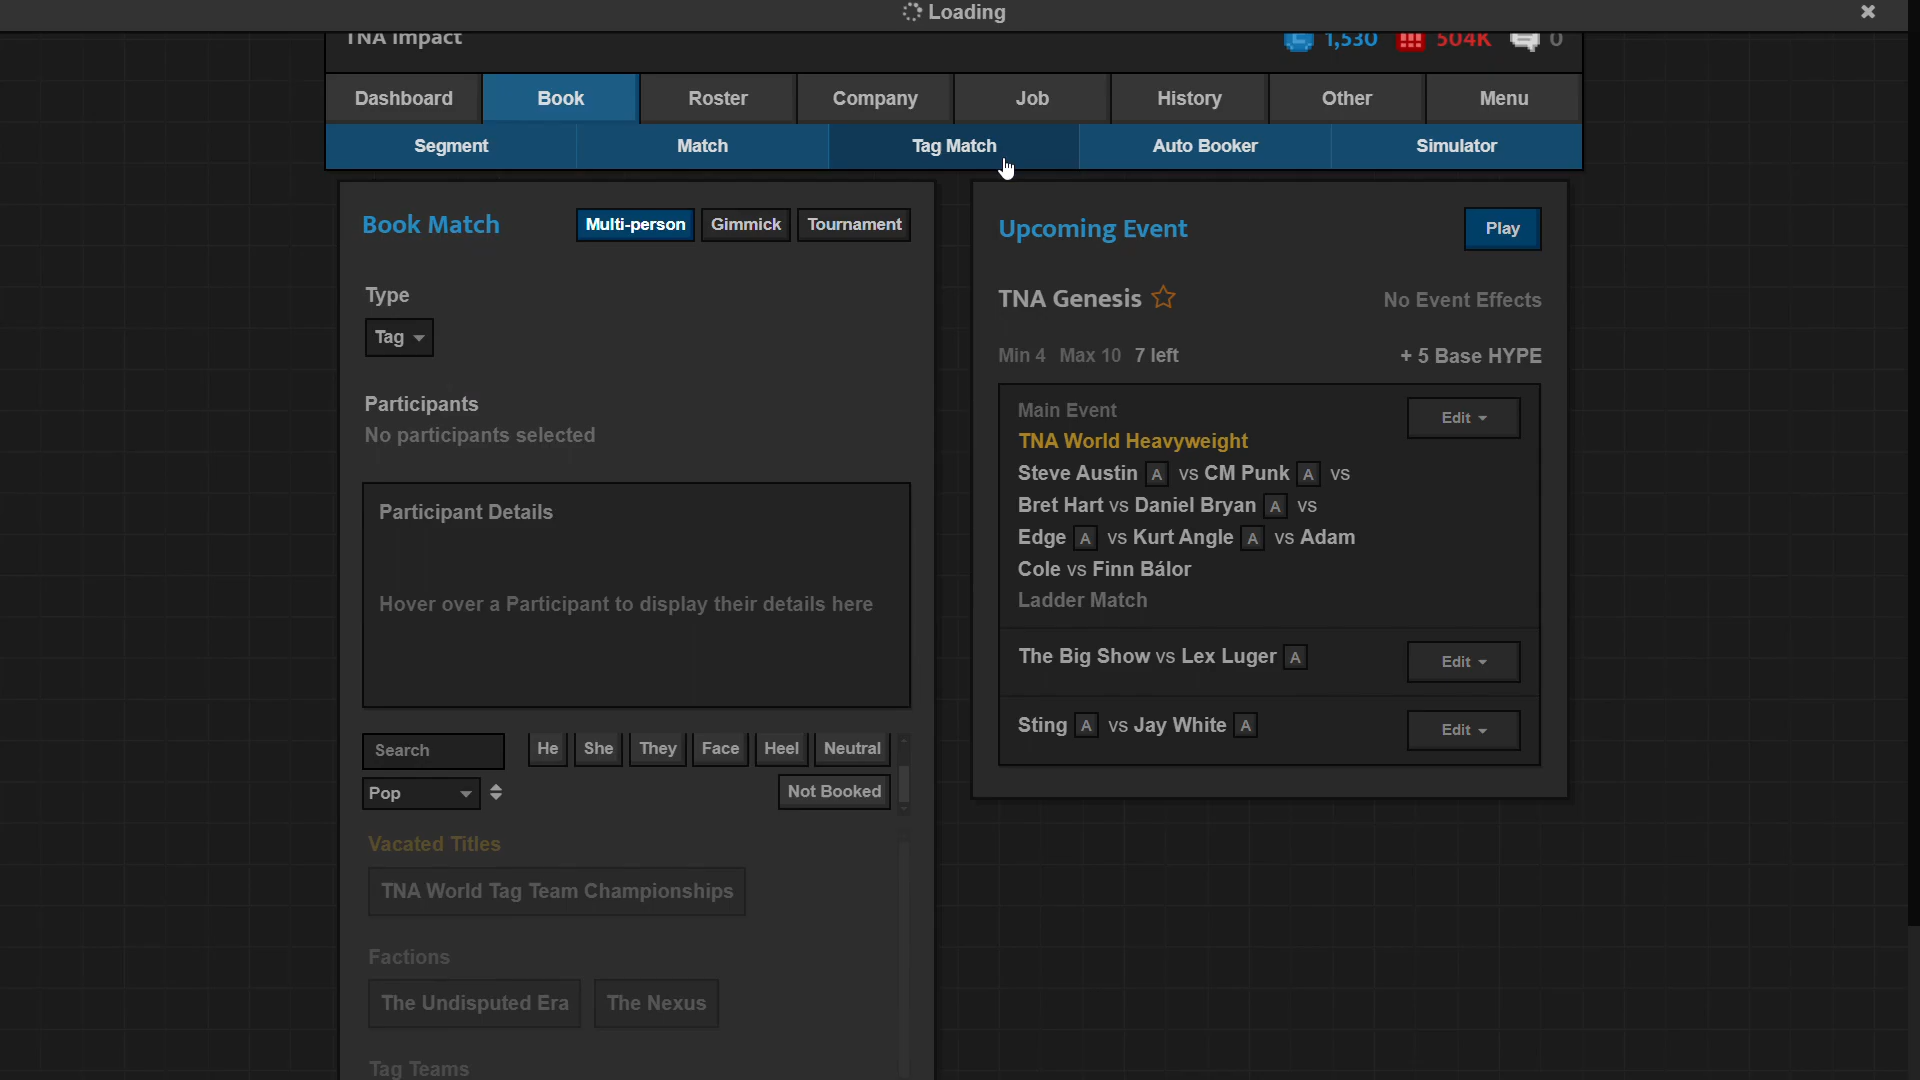 Loading
TNA Impact
1,530 504K 0
Dashboard Book Roster Company Job History Other Menu
Segment Match Tag Match Auto Booker Simulator
Book Match Multi-person Gimmick Tournament
Type
Tag
Participants
No participants selected
Participant Details
Hover over a Participant to display their details here
Search He She They Face Heel Neutral
Pop Not Booked
Vacated Titles
TNA World Tag Team Championships
Factions
The Undisputed Era The Nexus
Tag Teams
Upcoming Event Play
TNA Genesis No Event Effects
Min 4 Max 10 7 left + 5 Base HYPE
Main Event Edit
TNA World Heavyweight
Steve Austin A vs CM Punk A vs
Bret Hart vs Daniel Bryan A vs
Edge A vs Kurt Angle A vs Adam
Cole vs Finn Bálor
Ladder Match
The Big Show vs Lex Luger A Edit
Sting A vs Jay White A Edit